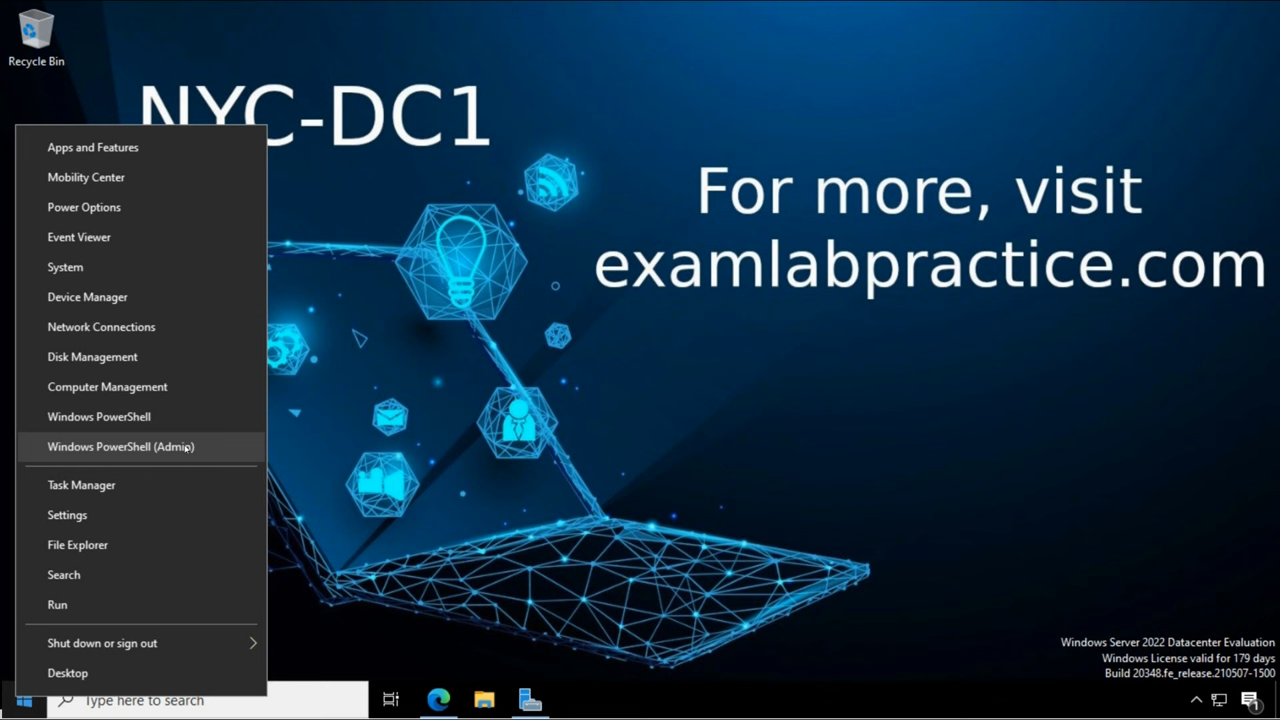 Recycle Bin
NYC-DC1
For more, visit
examlabpractice.com
Apps and Features
Mobility Center
Power Options
Event Viewer
System
Device Manager
Network Connections
Disk Management
Computer Management
Windows PowerShell
Windows PowerShell (Admin)
Task Manager
Settings
File Explorer
Search
Run
Shut down or sign out
Desktop
Windows Server 2022 Datacenter Evaluation
Windows License valid for 179 days
Build 20348.fe_release.210507-1500
Type here to search
1